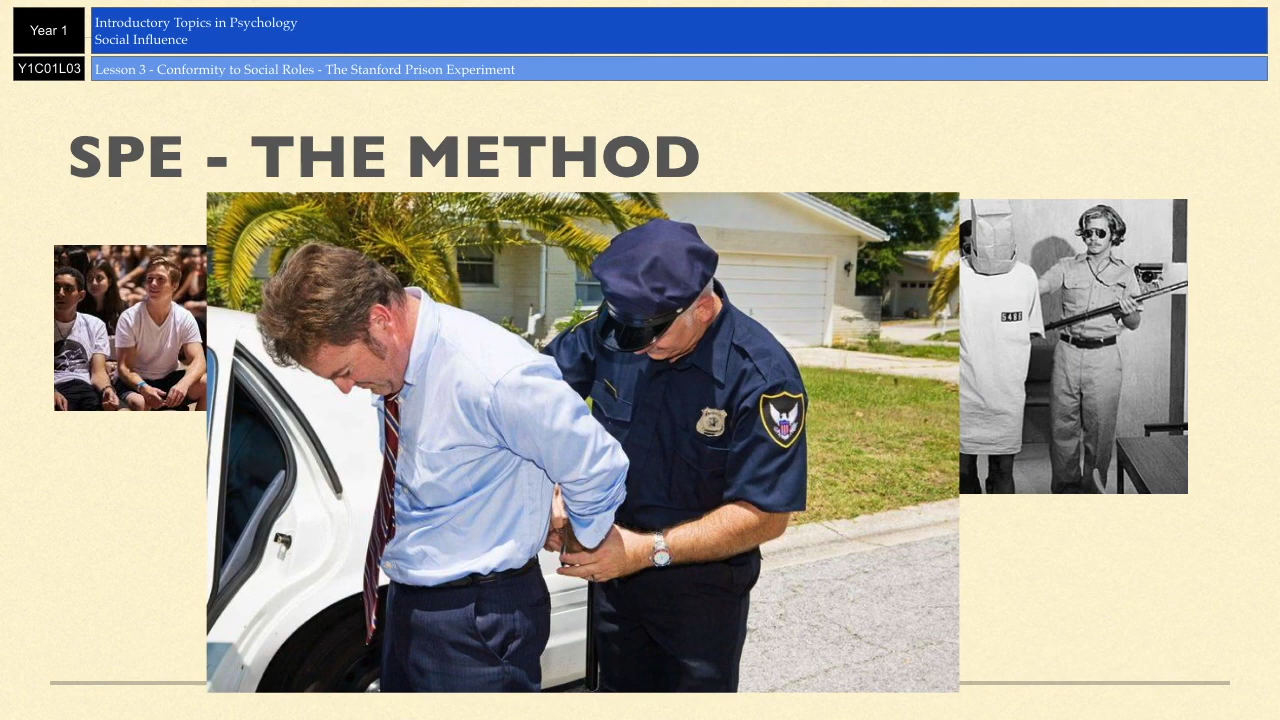 Year 1
Introductory Topics in Psychology
Social Influence
Y1C01L03
Lesson 3 - Conformity to Social Roles - The Stanford Prison Experiment
SPE - THE METHOD